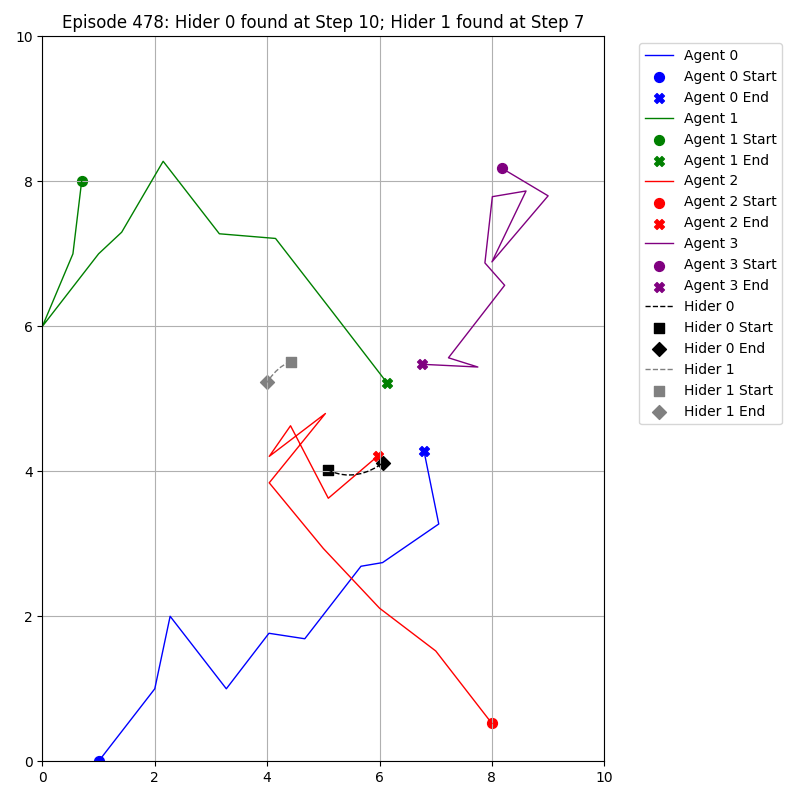 Episode 478: Hider 0 found at Step 10; Hider 1 found at Step 7
10
8
6
4
2
0
0 2 4 6 8 10
Agent 0
Agent 0 Start
Agent 0 End
Agent 1
Agent 1 Start
Agent 1 End
Agent 2
Agent 2 Start
Agent 2 End
Agent 3
Agent 3 Start
Agent 3 End
Hider 0
Hider 0 Start
Hider 0 End
Hider 1
Hider 1 Start
Hider 1 End